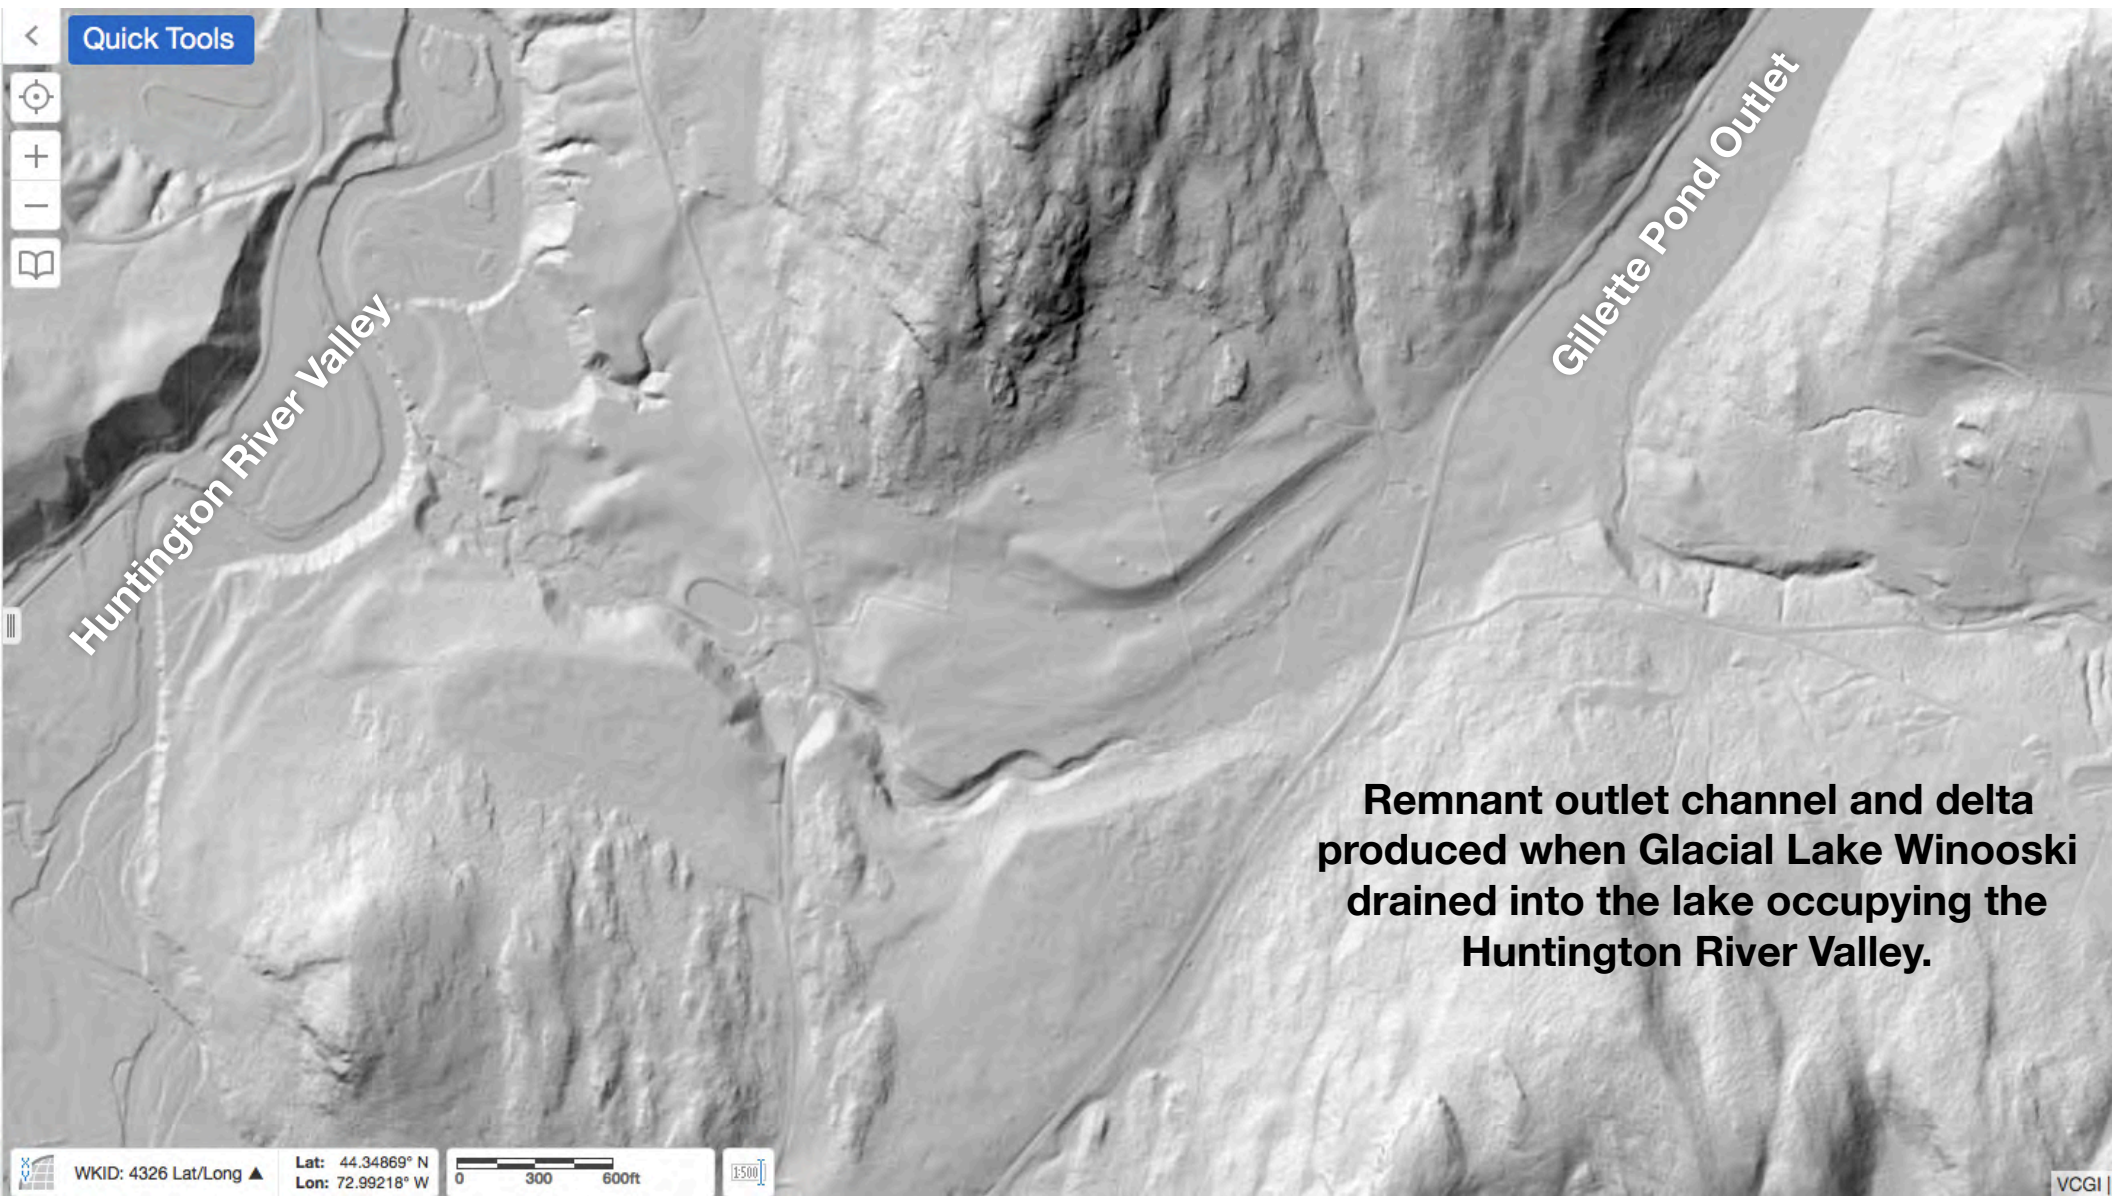 Quick Tools
Gillette Pond Outlet
Huntington River Valley
Remnant outlet channel and delta
produced when Glacial Lake Winooski
drained into the lake occupying the
Huntington River Valley.
WKID: 4326 Lat/Long ▲
Lat: 44.34869° N
Lon: 72.99218° W
0 300 600ft
1:500
VCGI |